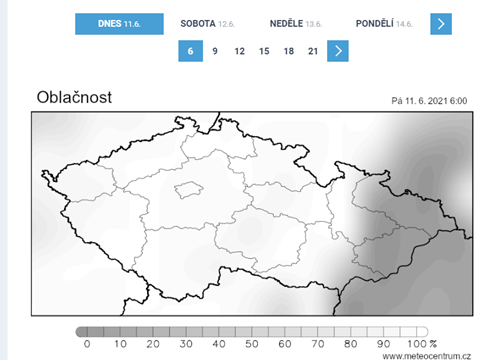 DNES 11.6. SOBOTA 12.6. NEDĚLE 13.6. PONDĚLÍ 14.6.
6 9 12 15 18 21
Oblačnost
Pá 11. 6. 2021 6:00
0 10 20 30 40 50 60 70 80 90 100 %
www.meteocentrum.cz